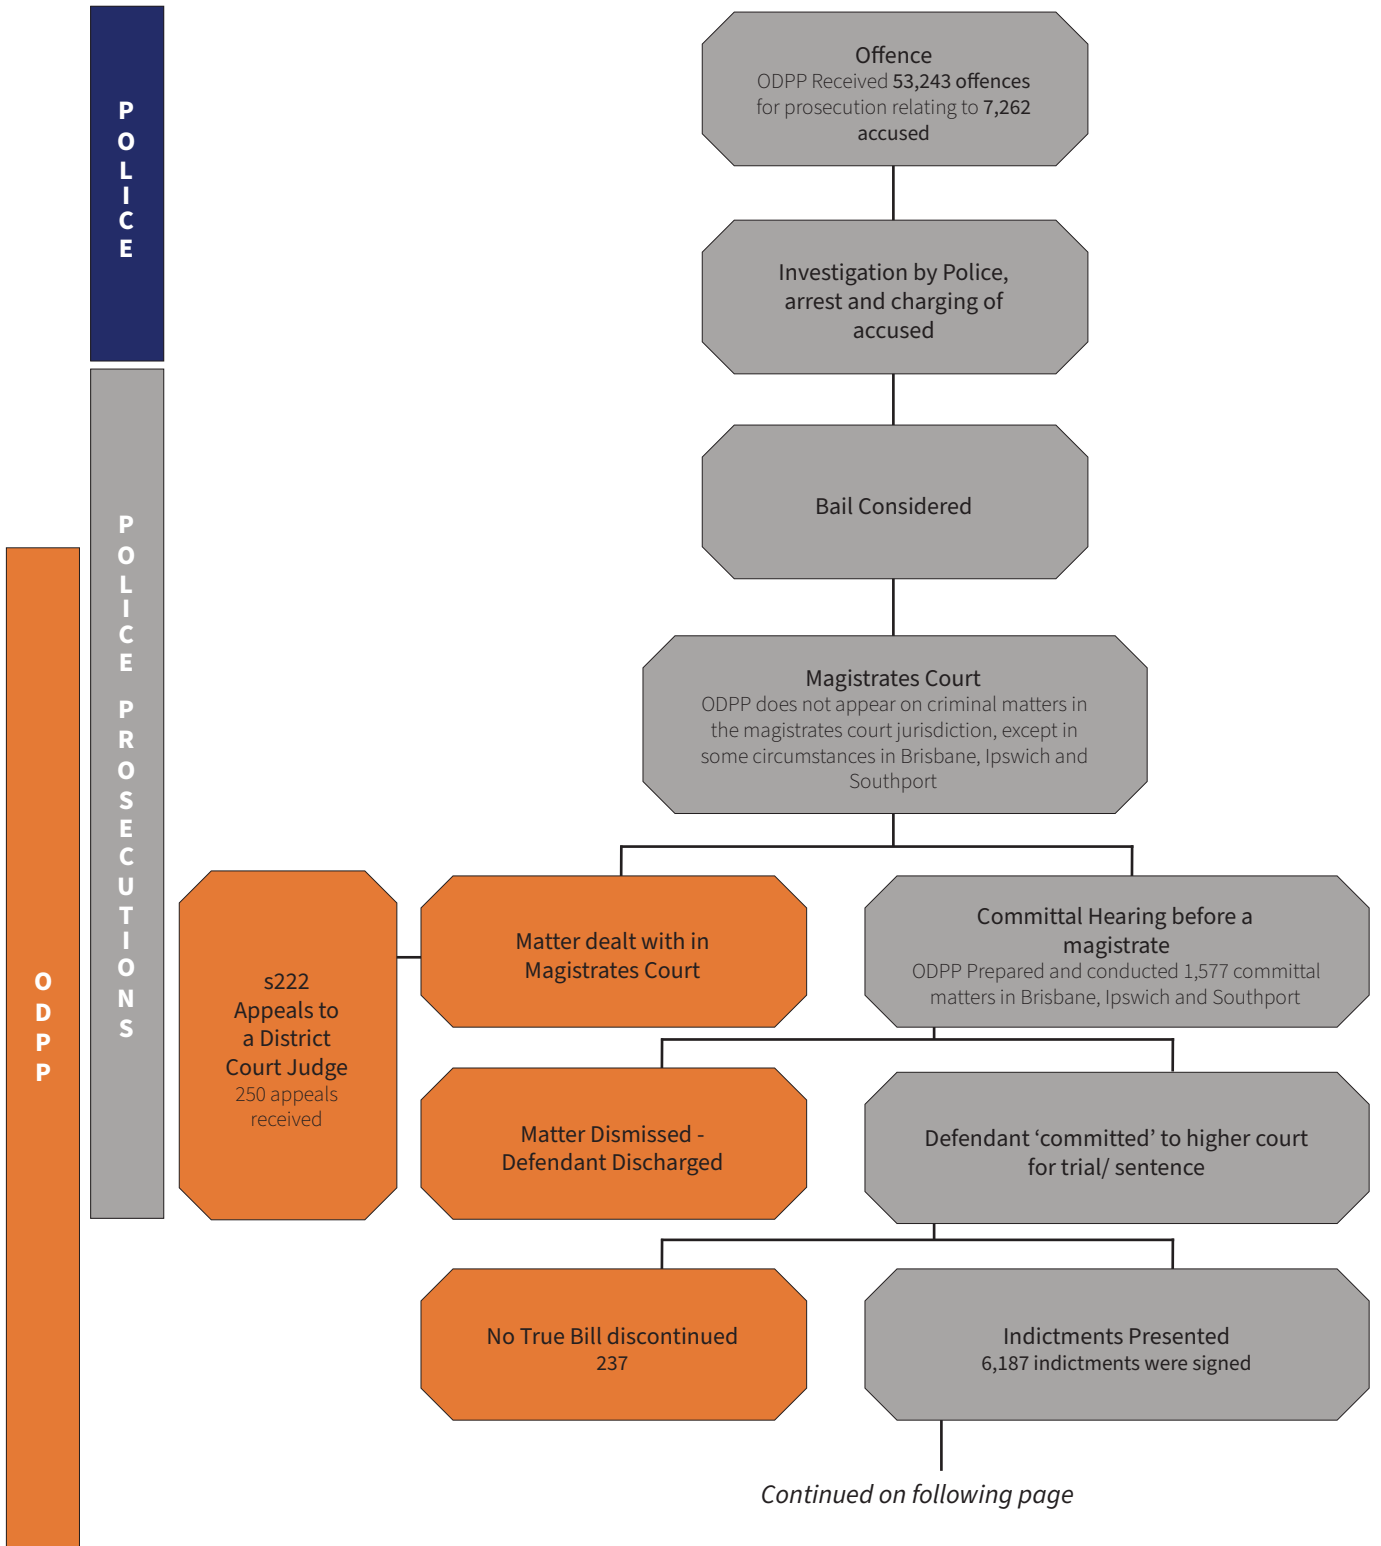 POLICE
POLICE PROSECUTIONS
ODPP
Offence
ODPP Received 53,243 offences
for prosecution relating to 7,262
accused
Investigation by Police,
arrest and charging of
accused
Bail Considered
Magistrates Court
ODPP does not appear on criminal matters in
the magistrates court jurisdiction, except in
some circumstances in Brisbane, Ipswich and
Southport
s222
Appeals to
a District
Court Judge
250 appeals
received
Matter dealt with in
Magistrates Court
Committal Hearing before a
magistrate
ODPP Prepared and conducted 1,577 committal
matters in Brisbane, Ipswich and Southport
Matter Dismissed -
Defendant Discharged
Defendant ‘committed’ to higher court
for trial/ sentence
No True Bill discontinued
237
Indictments Presented
6,187 indictments were signed
Continued on following page